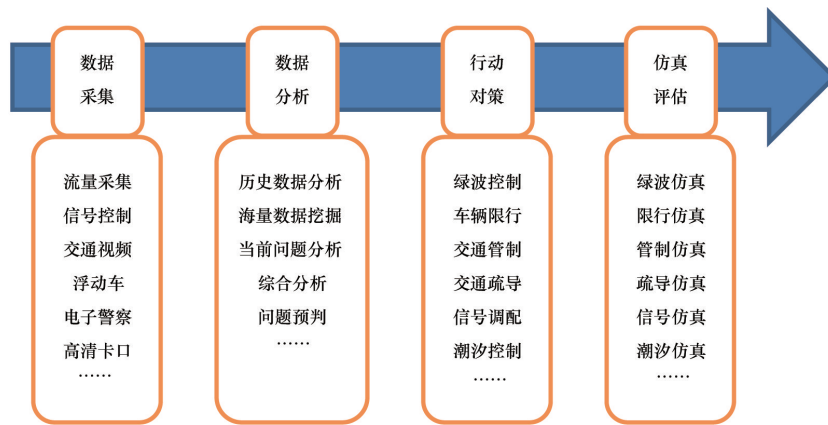 数据
采集
数据
分析
行动
对策
仿真
评估
流量采集
信号控制
交通视频
浮动车
电子警察
高清卡口
……
历史数据分析
海量数据挖掘
当前问题分析
综合分析
问题预判
……
绿波控制
车辆限行
交通管制
交通疏导
信号调配
潮汐控制
……
绿波仿真
限行仿真
管制仿真
疏导仿真
信号仿真
潮汐仿真
……